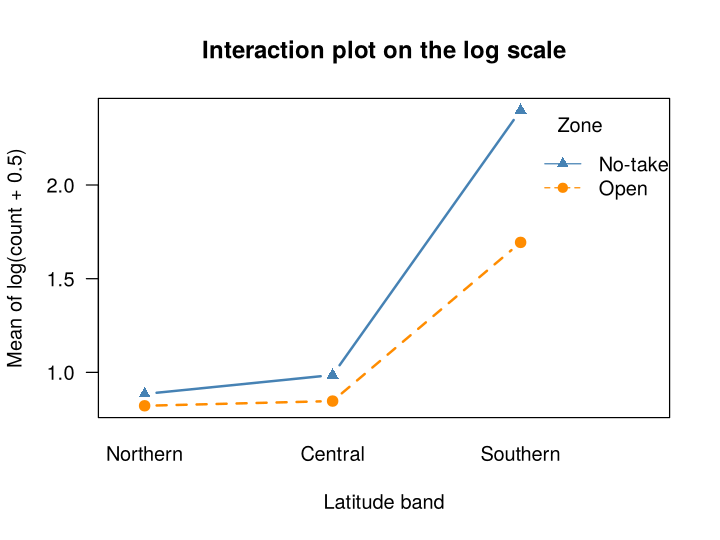 Interaction plot on the log scale
Mean of log(count + 0.5)
2.0
1.5
1.0
Zone
No-take
Open
Northern Central Southern
Latitude band